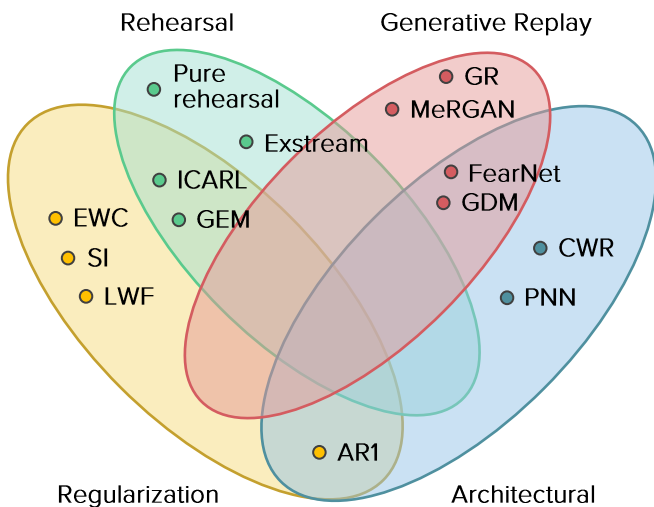 Rehearsal
Generative Replay
Pure
rehearsal
GR
MeRGAN
Exstream
ICARL
FearNet
GEM
GDM
EWC
SI
CWR
LWF
PNN
AR1
Regularization
Architectural